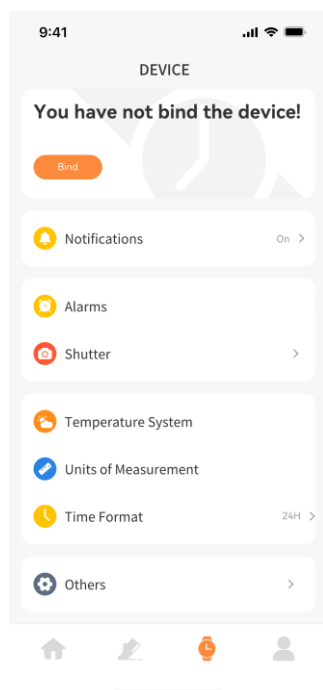 9:41
DEVICE
You have not bind the device!
Bind
Notifications
On
Alarms
Shutter
Temperature System
Units of Measurement
Time Format
24H
Others